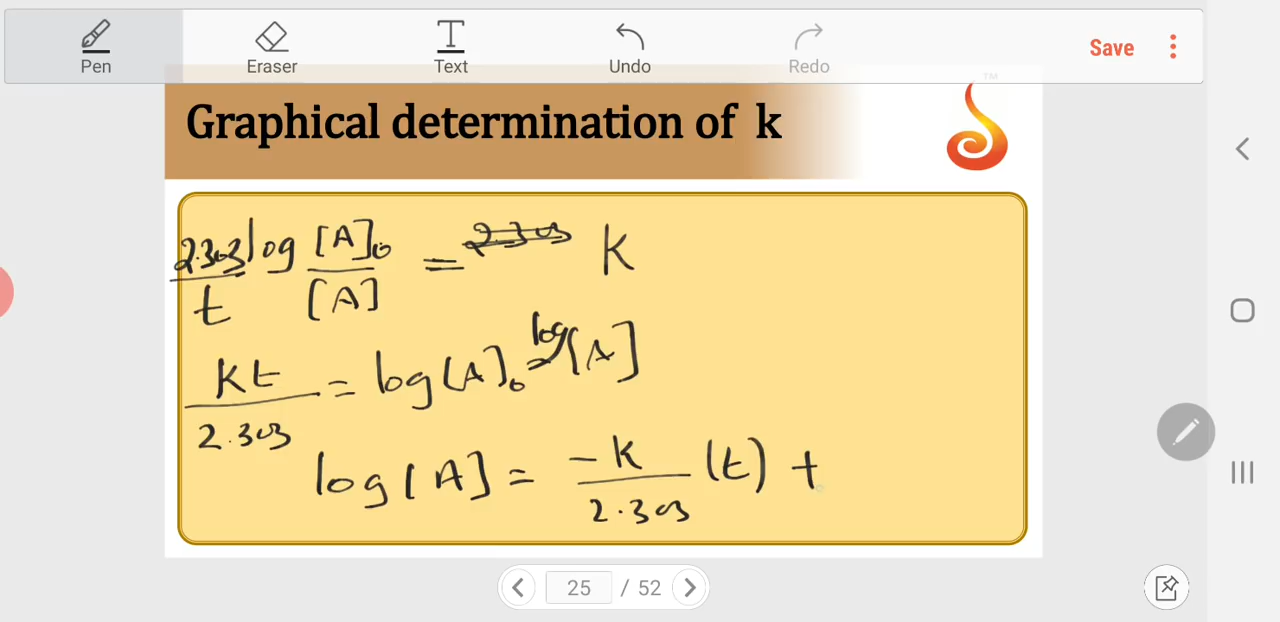 Pen Eraser Text Undo Redo Save
TM
Graphical determination of k
2.303/t log [A]₀/[A] = 2.303 K
Kt/2.303 = log[A]₀ - log[A]
log[A] = -k/2.303 (t) +
25 / 52